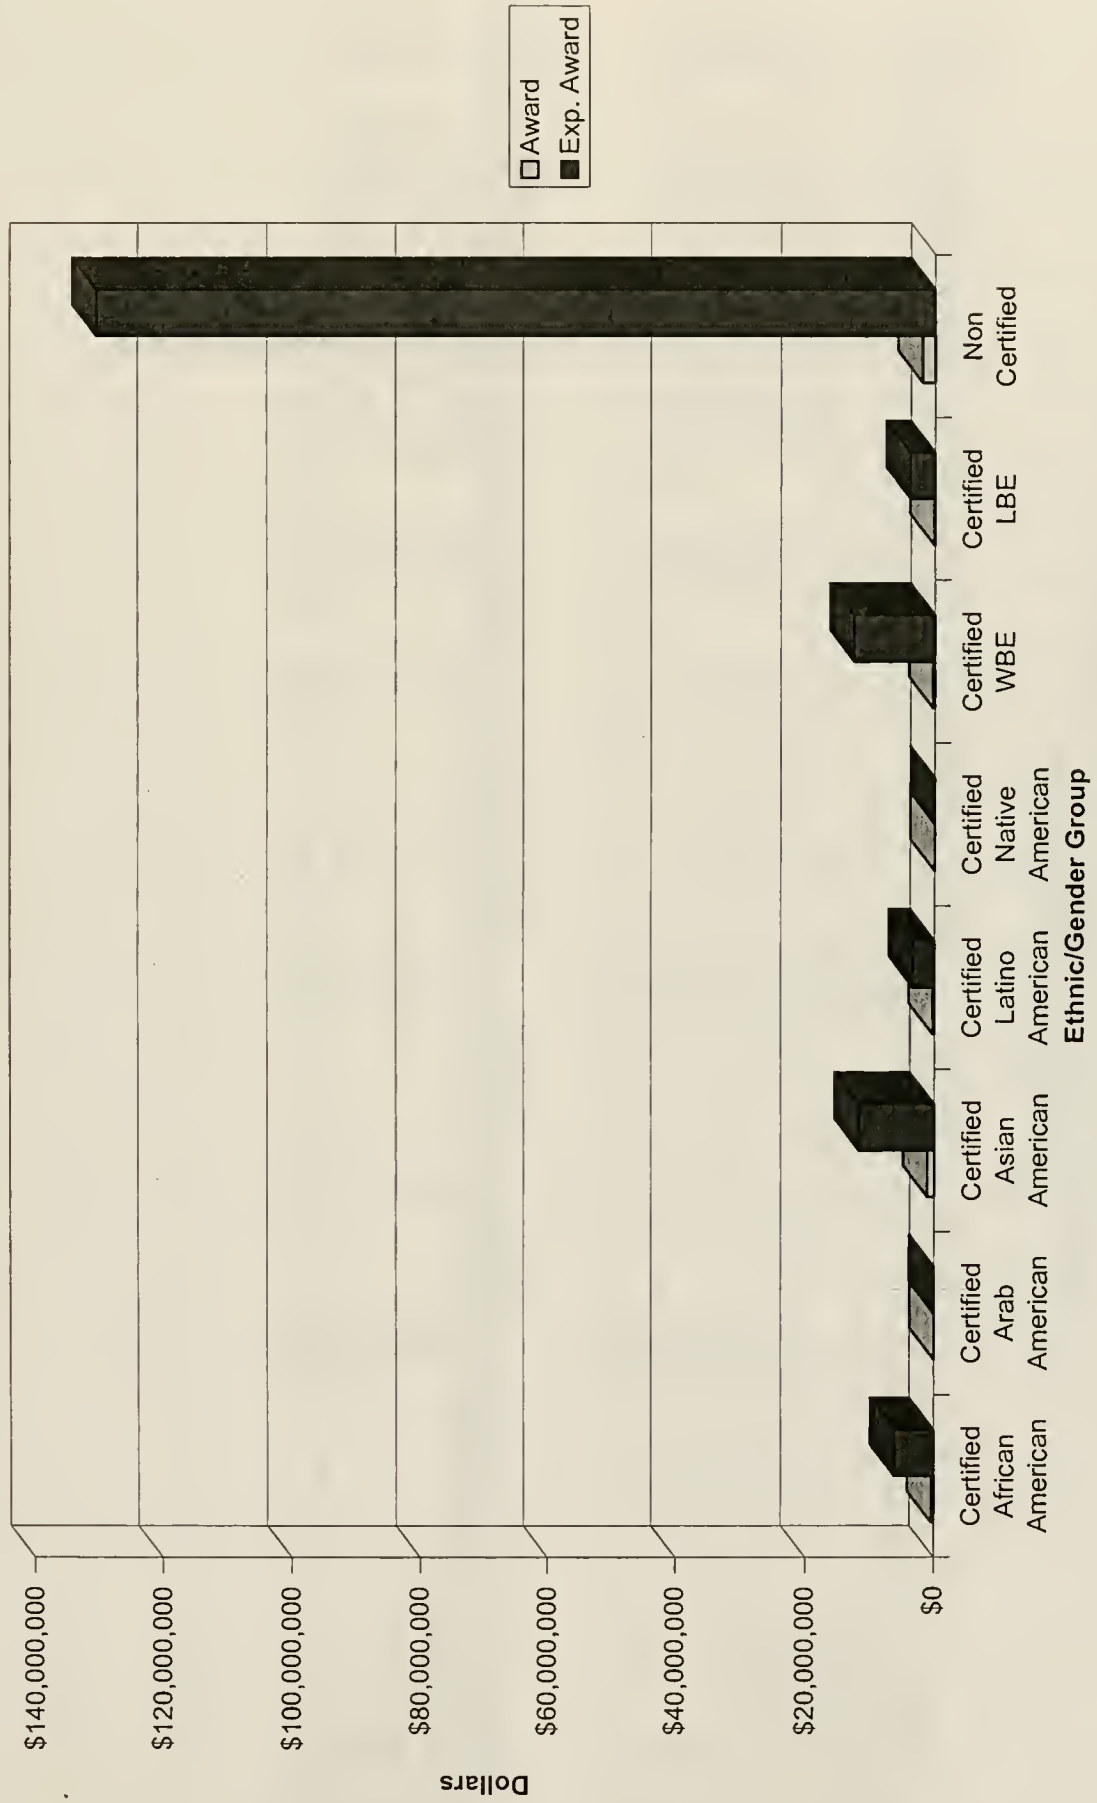 $140,000,000
$120,000,000
$100,000,000
$80,000,000
$60,000,000
$40,000,000
$20,000,000
$0
Dollars
Certified
African
American
Certified
Arab
American
Certified
Asian
American
Certified
Latino
American
Certified
Native
American
Certified
WBE
Certified
LBE
Non
Certified
Ethnic/Gender Group
Award
Exp. Award